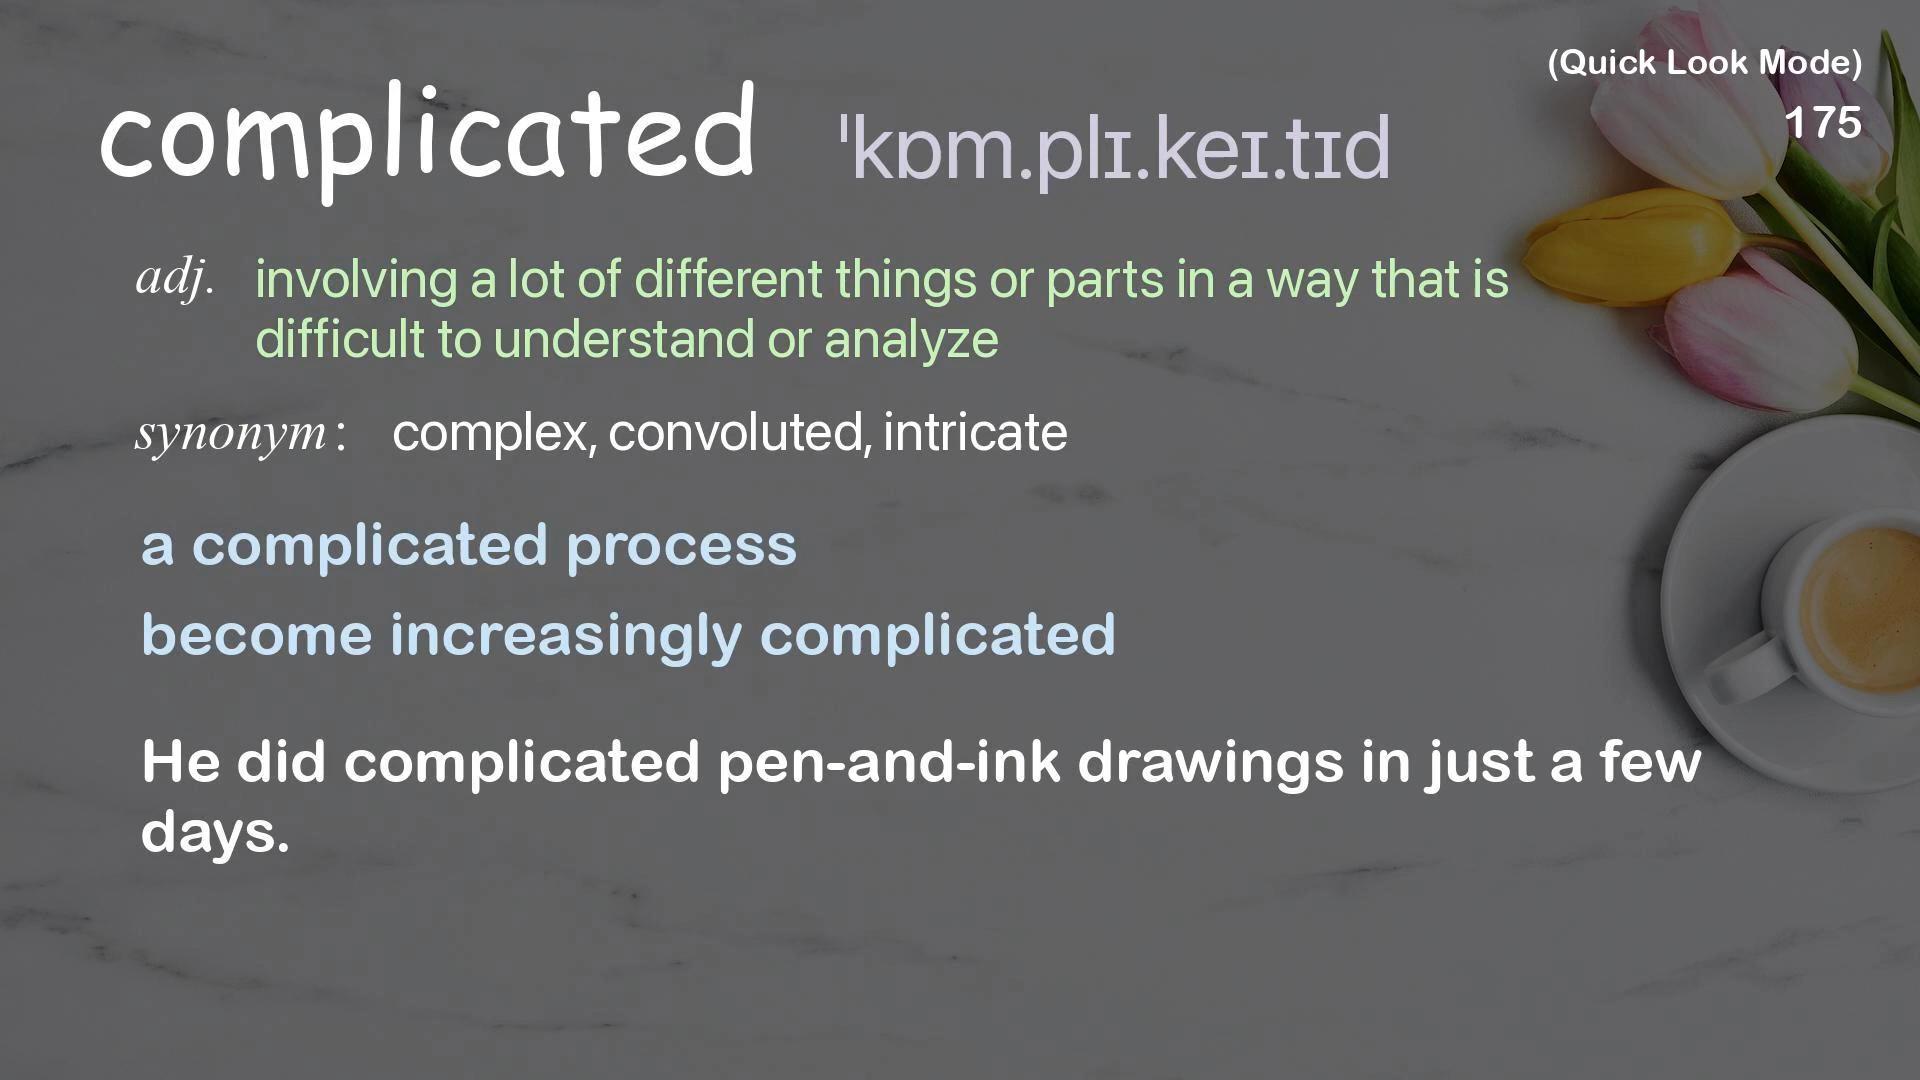 (Quick Look Mode)
175
complicated ˈkɒm.plɪ.keɪ.tɪd
adj. involving a lot of different things or parts in a way that is
difficult to understand or analyze
synonym: complex, convoluted, intricate
a complicated process
become increasingly complicated
He did complicated pen-and-ink drawings in just a few
days.